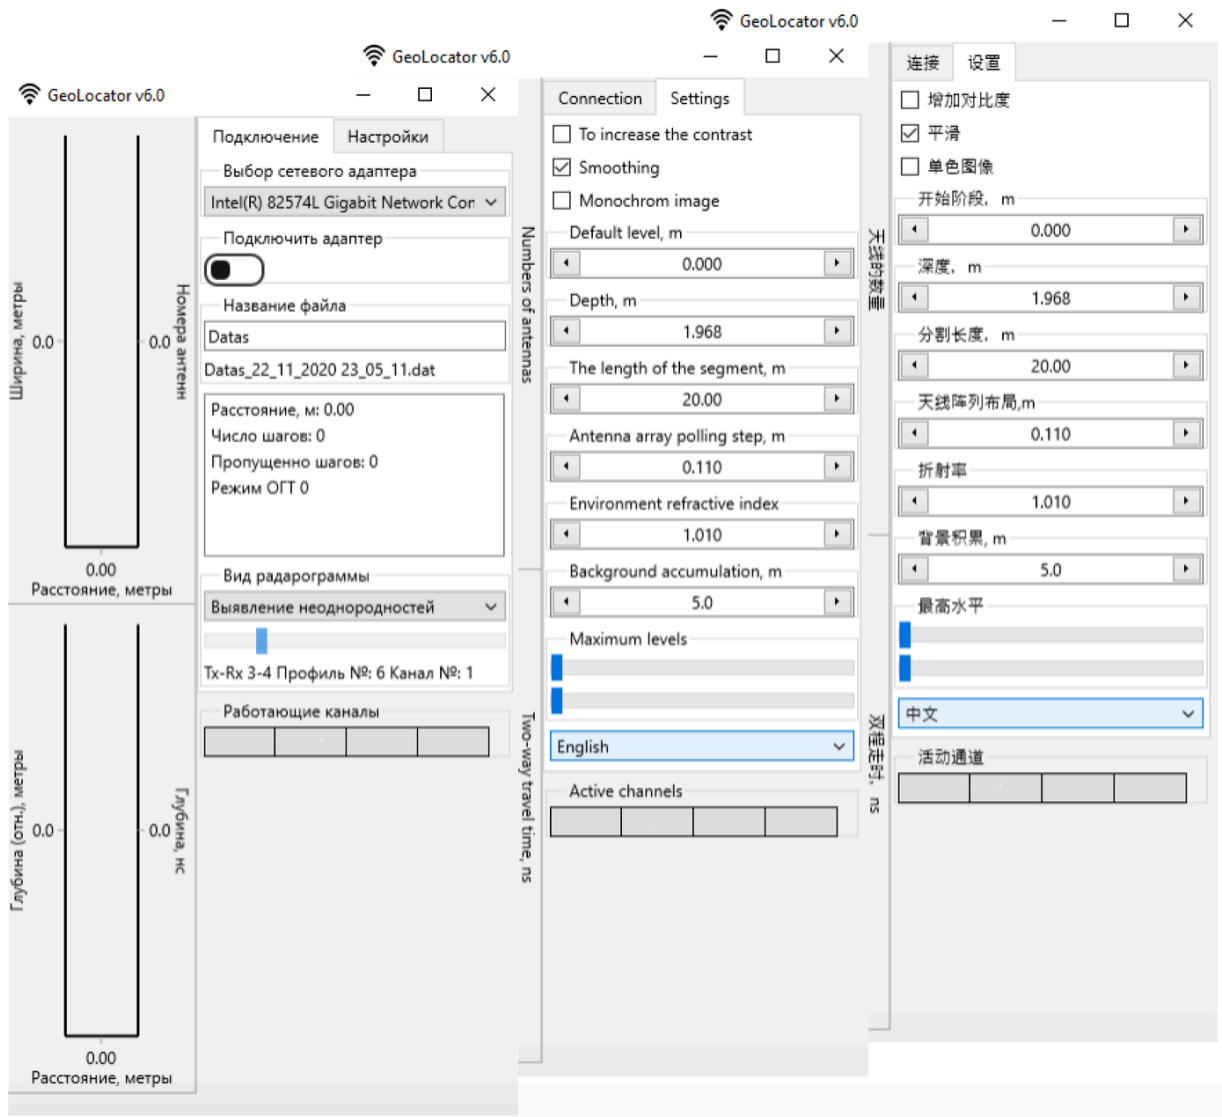 GeoLocator v6.0
Подключение
Настройки
Выбор сетевого адаптера
Intel(R) 82574L Gigabit Network Cor
Подключить адаптер
Название файла
Datas
Datas_22_11_2020 23_05_11.dat
Расстояние, м: 0.00
Число шагов: 0
Пропущенно шагов: 0
Режим ОГТ 0
Вид радарограммы
Выявление неоднородностей
Tx-Rx 3-4 Профиль №: 6 Канал №: 1
Работающие каналы
Ширина, метры
0.0
0.0
Номера антенн
0.00
Расстояние, метры
Глубина (отн.), метры
0.0
0.0
Глубина, нс
0.00
Расстояние, метры
GeoLocator v6.0
Connection
Settings
To increase the contrast
Smoothing
Monochrom image
Default level, m
0.000
Depth, m
1.968
The length of the segment, m
20.00
Antenna array polling step, m
0.110
Environment refractive index
1.010
Background accumulation, m
5.0
Maximum levels
English
Active channels
Numbers of antennas
Two-way travel time, ns
GeoLocator v6.0
连接
设置
增加对比度
平滑
单色图像
开始阶段, m
0.000
深度, m
1.968
分割长度, m
20.00
天线阵列布局,m
0.110
折射率
1.010
背景积累, m
5.0
最高水平
中文
活动通道
天线的数量
双程走时, ns